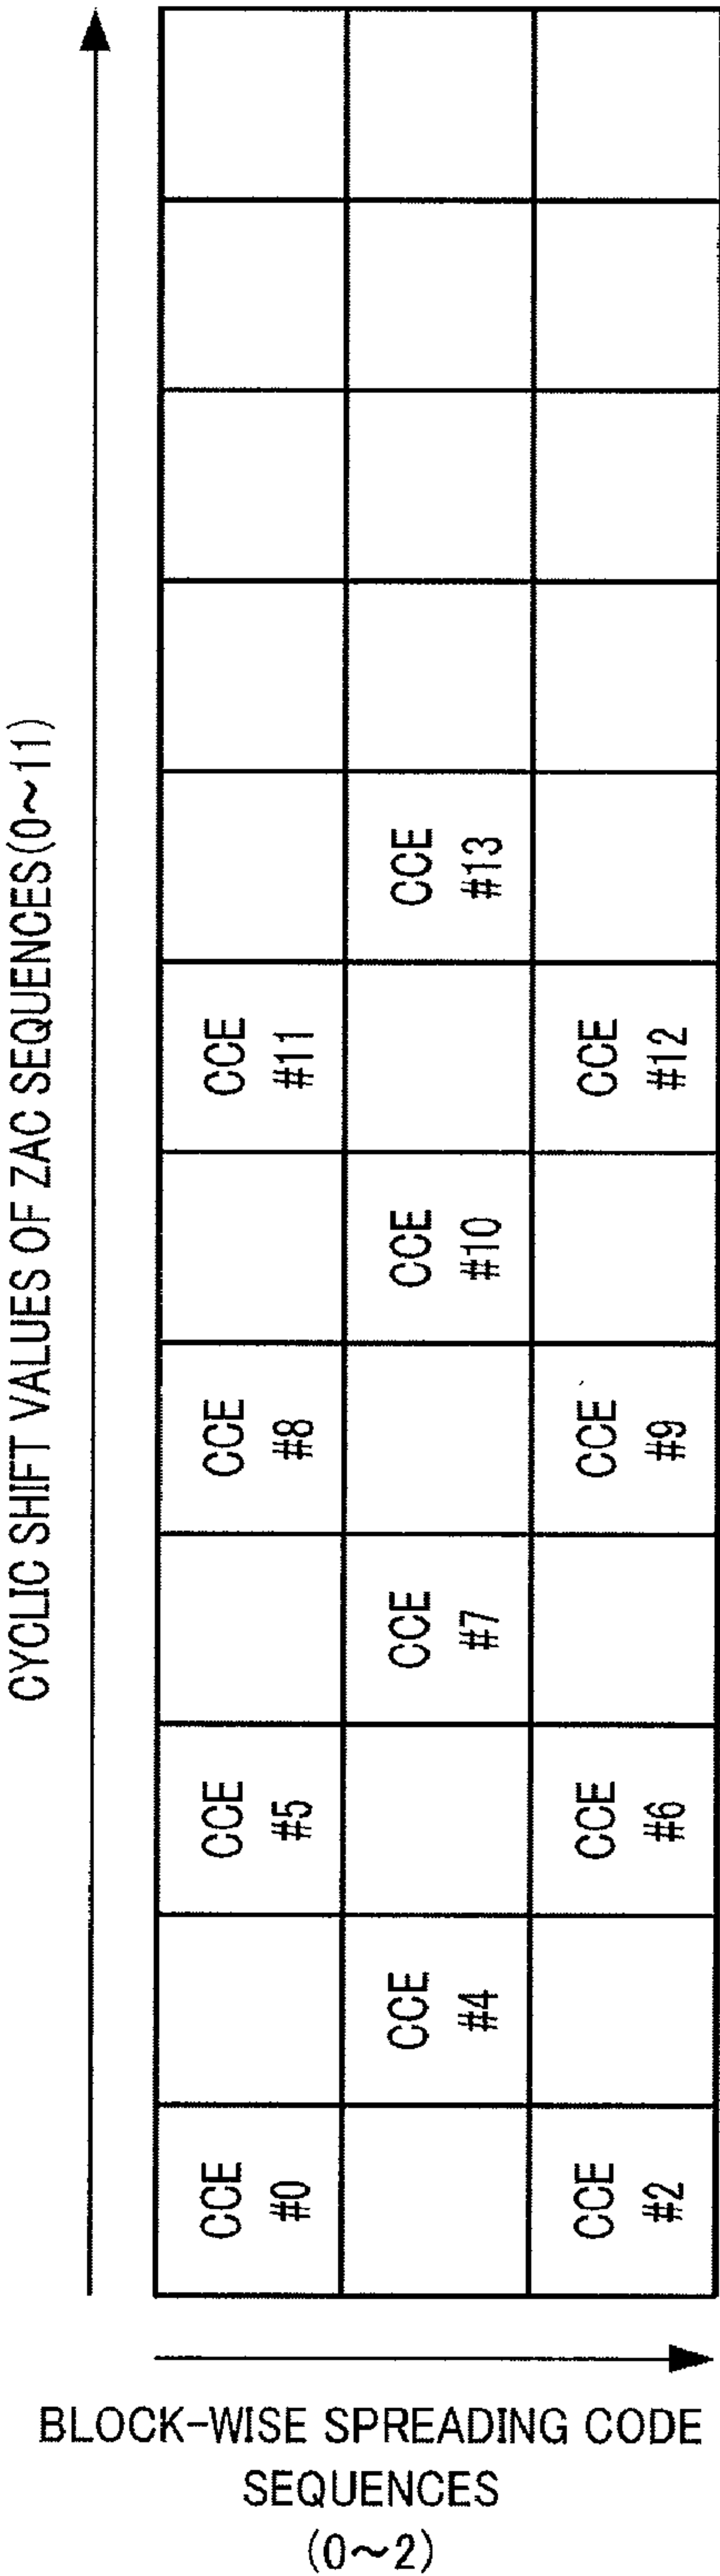 CYCLIC SHIFT VALUES OF ZAC SEQUENCES(0~11)
CCE
#0
CCE
#5
CCE
#8
CCE
#11
CCE
#4
CCE
#7
CCE
#10
CCE
#13
CCE
#2
CCE
#6
CCE
#9
CCE
#12
BLOCK-WISE SPREADING CODE
SEQUENCES
(0~2)